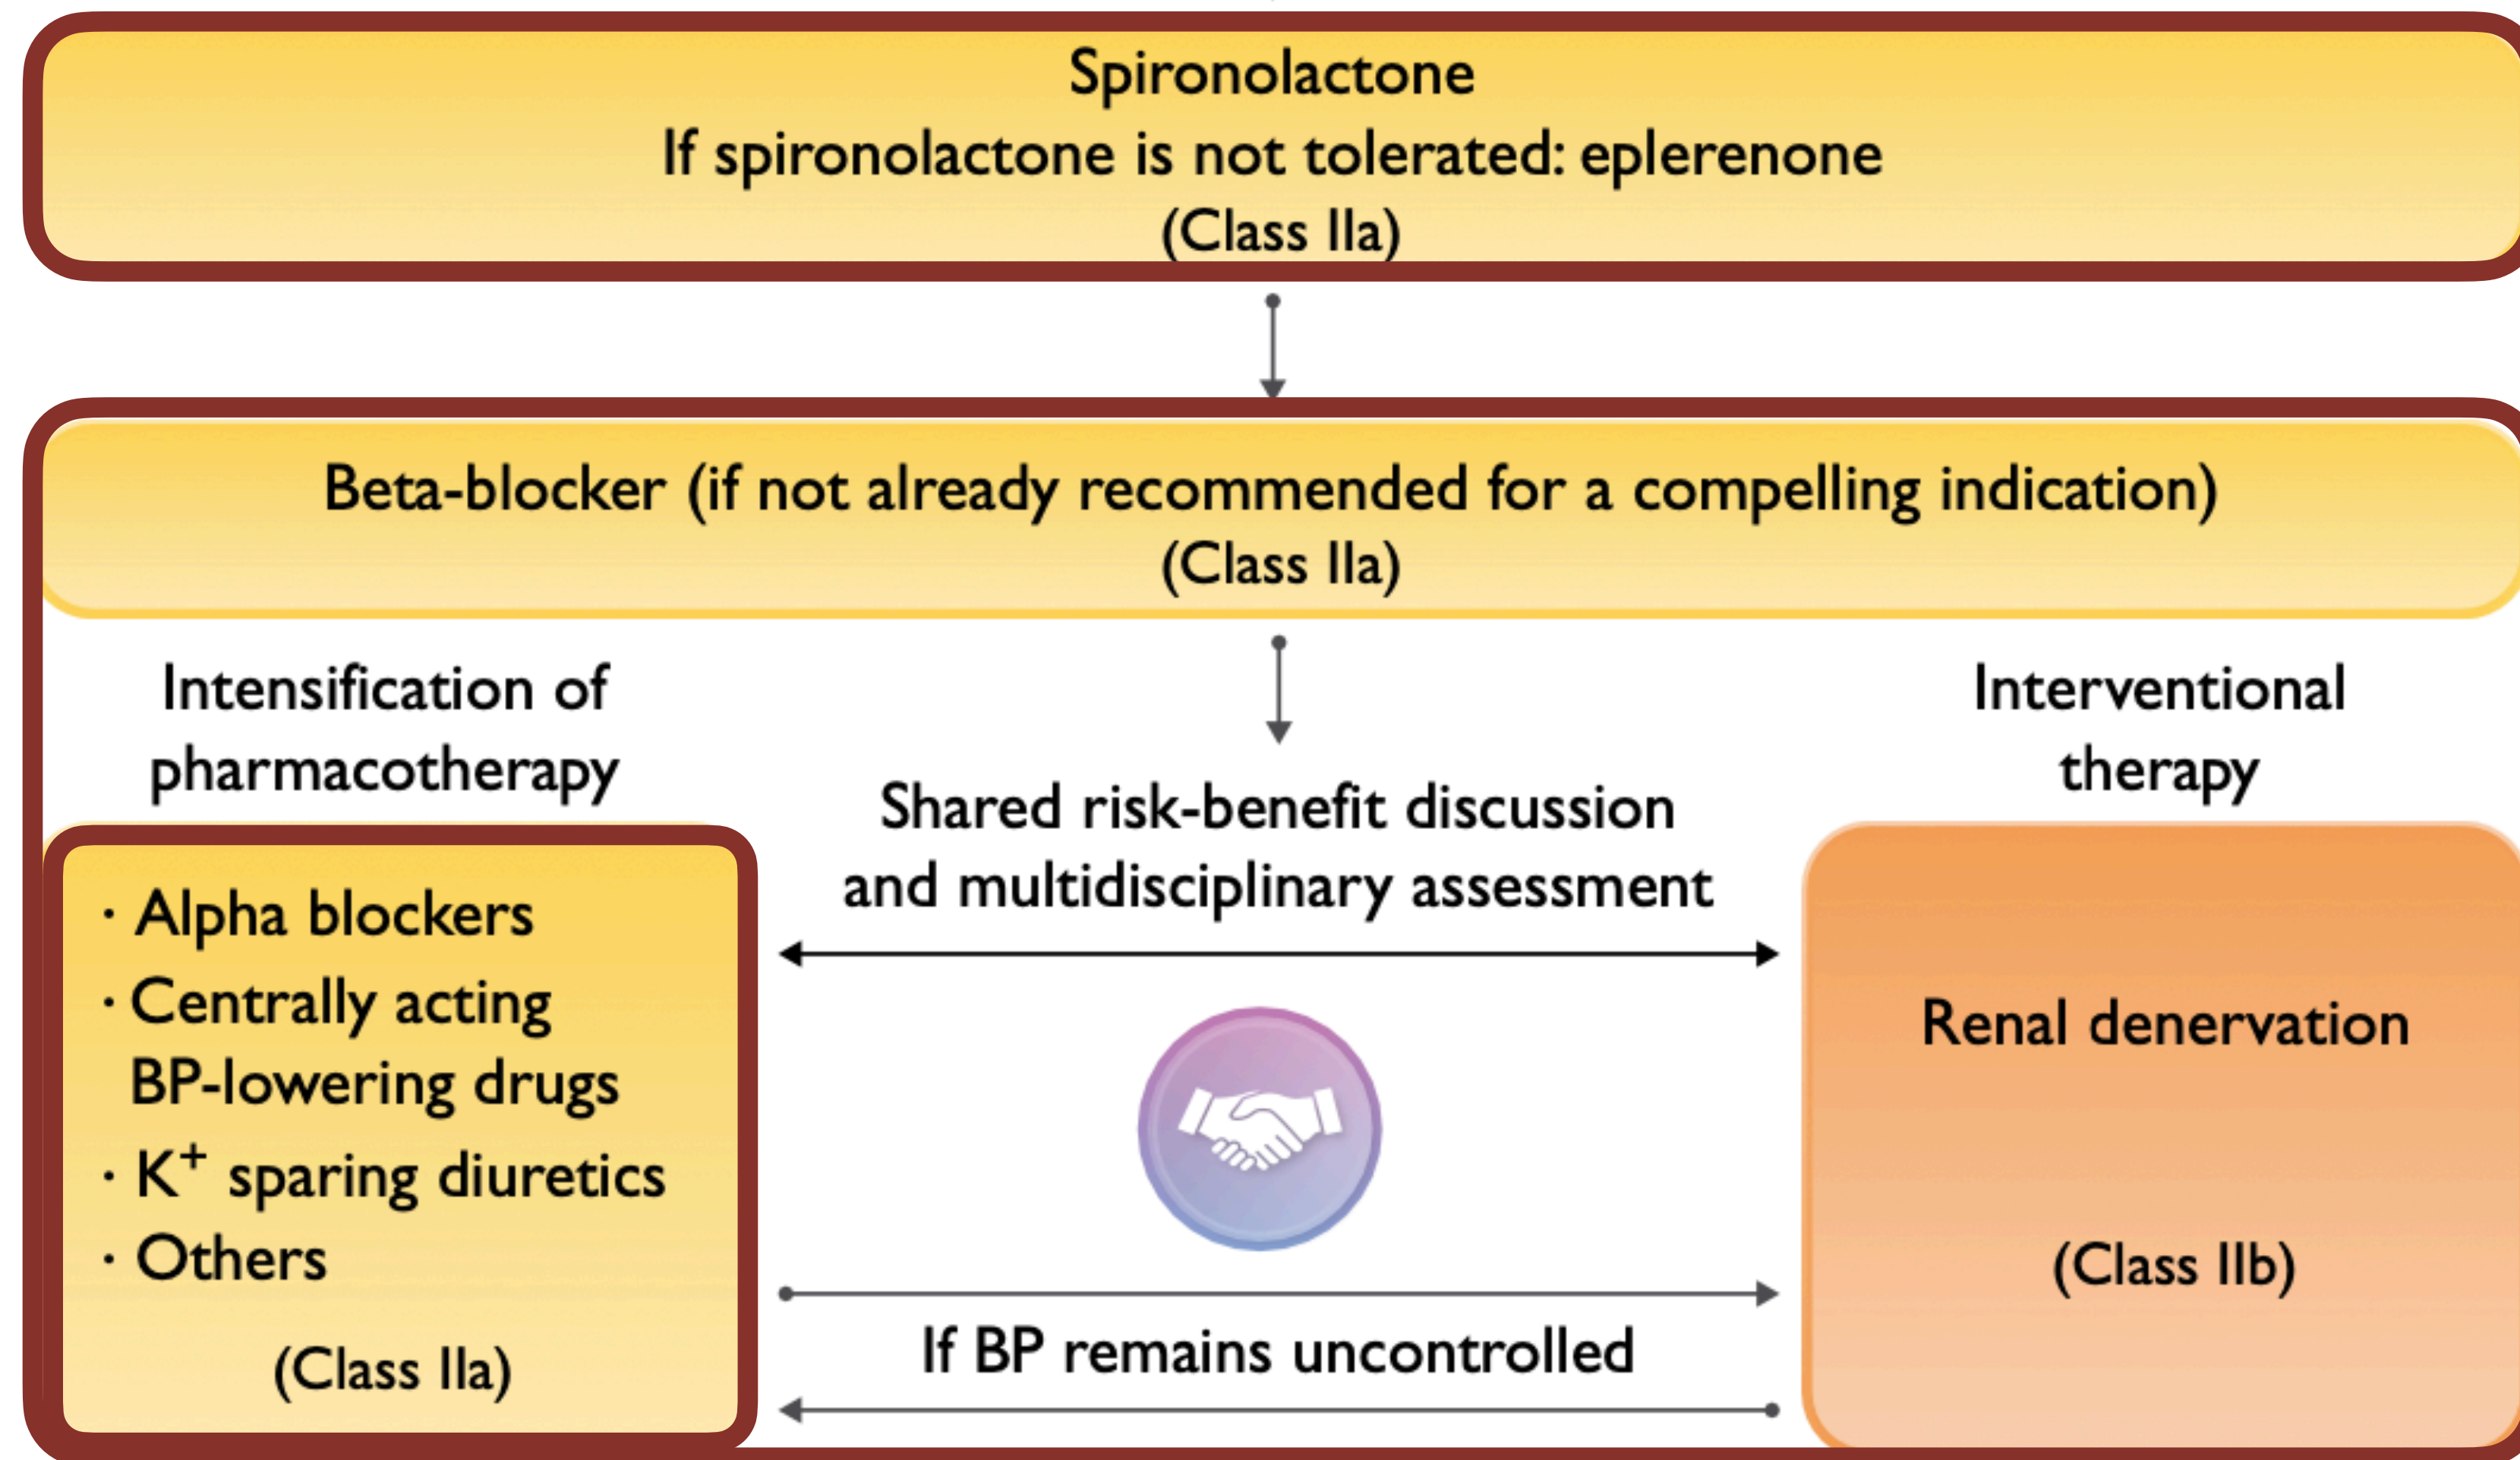 Spironolactone
If spironolactone is not tolerated: eplerenone
(Class IIa)
Beta-blocker (if not already recommended for a compelling indication)
(Class IIa)
Intensification of
pharmacotherapy
· Alpha blockers
· Centrally acting
BP-lowering drugs
· K⁺ sparing diuretics
· Others
(Class IIa)
Shared risk-benefit discussion
and multidisciplinary assessment
If BP remains uncontrolled
Interventional
therapy
Renal denervation
(Class IIb)